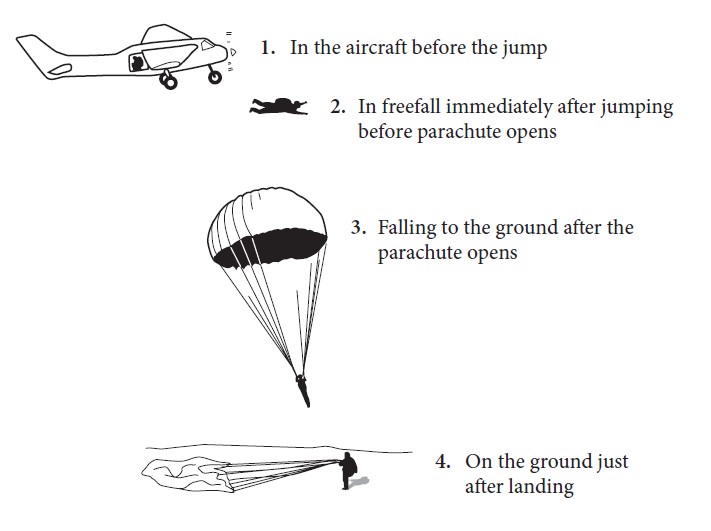 1. In the aircraft before the jump
2. In freefall immediately after jumping
before parachute opens
3. Falling to the ground after the
parachute opens
4. On the ground just
after landing